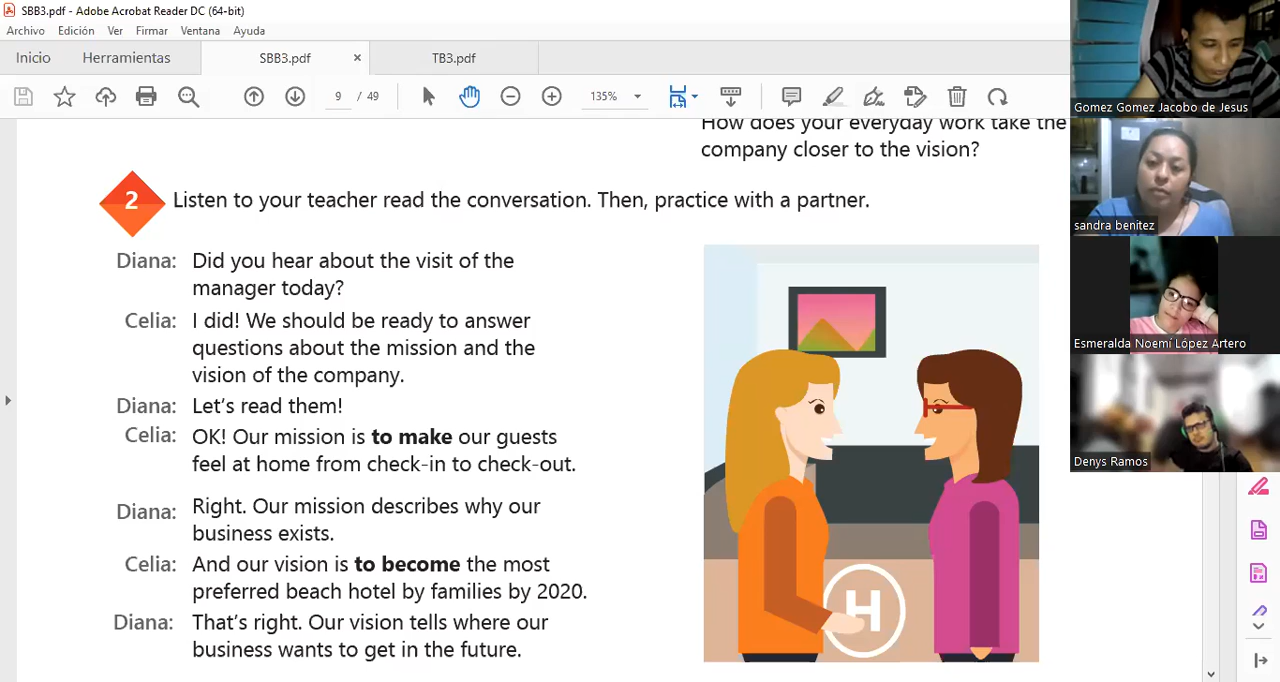 SBB3.pdf - Adobe Acrobat Reader DC (64-bit)
Archivo Edición Ver Firmar Ventana Ayuda
Inicio Herramientas SBB3.pdf × TB3.pdf
9 / 49 135%
How does your everyday work take the
company closer to the vision?
2 Listen to your teacher read the conversation. Then, practice with a partner.
Diana: Did you hear about the visit of the
manager today?
Celia: I did! We should be ready to answer
questions about the mission and the
vision of the company.
Diana: Let's read them!
Celia: OK! Our mission is to make our guests
feel at home from check-in to check-out.
Diana: Right. Our mission describes why our
business exists.
Celia: And our vision is to become the most
preferred beach hotel by families by 2020.
Diana: That's right. Our vision tells where our
business wants to get in the future.
H
Gomez Gomez Jacobo de Jesus
sandra benitez
Esmeralda Noemí López Artero
Denys Ramos